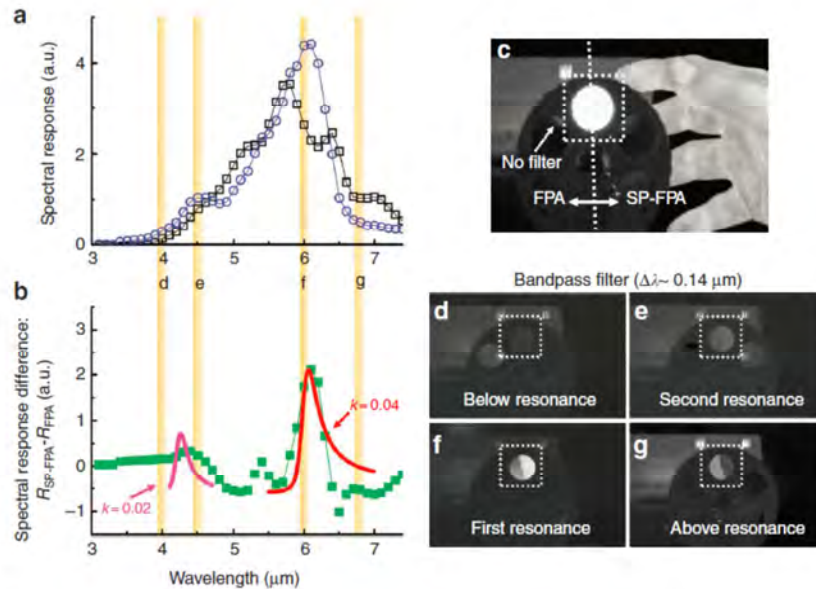 a
Spectral response (a.u.)
4
2
0
3
4
5
6
7
d
e
f
g
b
Spectral response difference:
R_SP-FPA-R_FPA (a.u.)
3
2
1
0
−1
k=0.04
k=0.02
3
4
5
6
7
Wavelength (μm)
c
No filter
FPA
SP-FPA
Bandpass filter (Δλ~ 0.14 μm)
d
Below resonance
e
Second resonance
f
First resonance
g
Above resonance